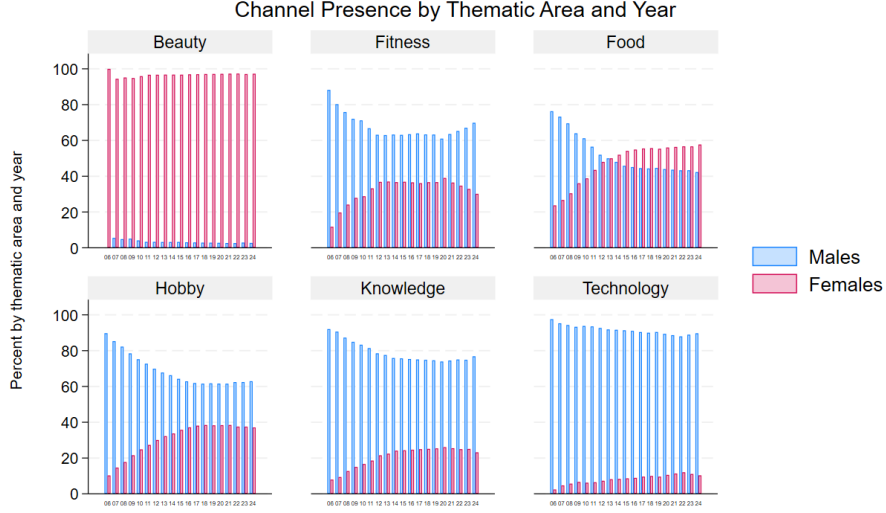 Channel Presence by Thematic Area and Year
Percent by thematic area and year
Beauty
Fitness
Food
100
80
60
40
20
0
06 07 08 09 10 11 12 13 14 15 16 17 18 19 20 21 22 23 24
06 07 08 09 10 11 12 13 14 15 16 17 18 19 20 21 22 23 24
06 07 08 09 10 11 12 13 14 15 16 17 18 19 20 21 22 23 24
Hobby
Knowledge
Technology
100
80
60
40
20
0
06 07 08 09 10 11 12 13 14 15 16 17 18 19 20 21 22 23 24
06 07 08 09 10 11 12 13 14 15 16 17 18 19 20 21 22 23 24
06 07 08 09 10 11 12 13 14 15 16 17 18 19 20 21 22 23 24
Males
Females